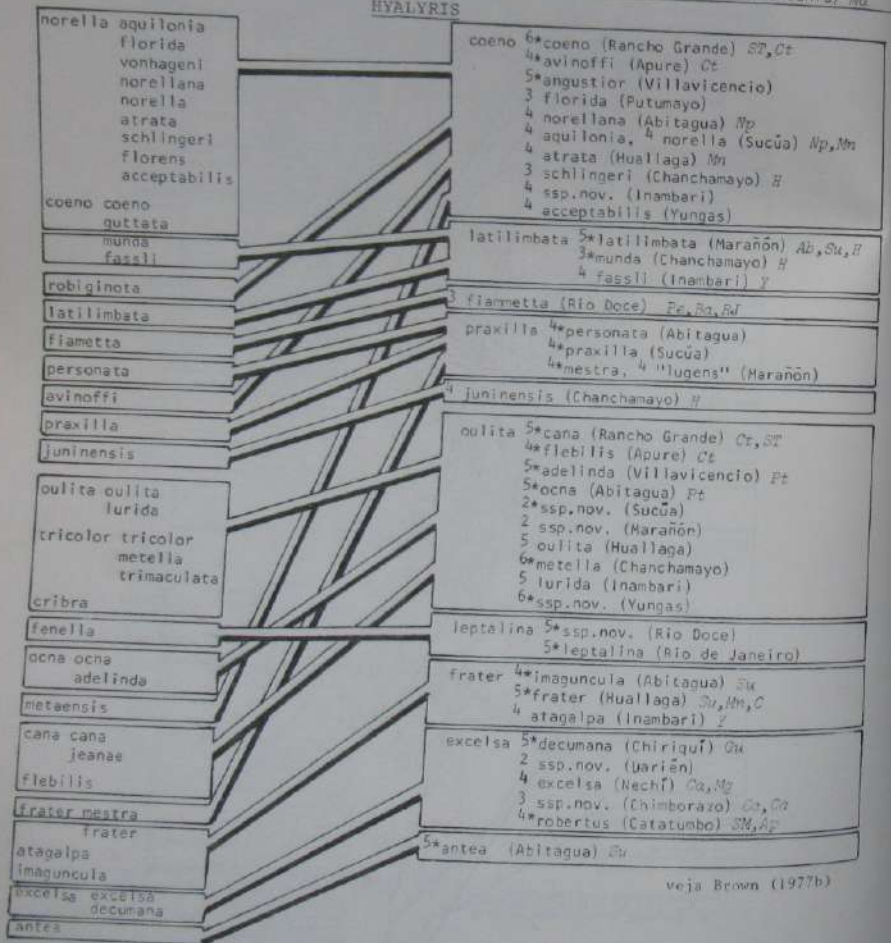 HYALYRIS
norella aquilonia
florida
vonhageni
norellana
norella
atrata
schlingeri
florens
acceptabilis
coeno coeno
guttata
munda
fassli
robiginota
latilimbata
fiametta
personata
avinoffi
praxilla
juninensis
oulita oulita
lurida
tricolor tricolor
metella
trimaculata
cribra
fenella
ocna ocna
adelinda
metaensis
cana cana
jeanae
flebilis
frater mestra
frater
atagalpa
imaguncula
excelsa excelsa
decumana
antea
coeno 6*coeno (Rancho Grande) ST,Ct
4*avinoffi (Apure) Ct
5*angustior (Villavicencio)
3 florida (Putumayo)
4 norellana (Abitagua) Np
4 aquilonia, 4 norella (Sucúa) Np,Mn
4 atrata (Huallaga) Mn
3 schlingeri (Chanchamayo) H
4 ssp.nov. (Inambari)
4 acceptabilis (Yungas)
latilimbata 5*latilimbata (Marañón) Ab,Su,H
3*munda (Chanchamayo) H
4 fassli (Inambari) Y
3 fiammetta (Rio Doce) Pe,Ba,RJ
praxilla 4*personata (Abitagua)
4*praxilla (Sucúa)
4*mestra, 4 "lugens" (Marañón)
4 juninensis (Chanchamayo) H
oulita 5*cana (Rancho Grande) Ct,ST
4*flebilis (Apure) Ct
5*adelinda (Villavicencio) Pt
5*ocna (Abitagua) Pt
2*ssp.nov. (Sucúa)
2 ssp.nov. (Marañón)
5 oulita (Huallaga)
6*metella (Chanchamayo)
5 lurida (Inambari)
6*ssp.nov. (Yungas)
leptalina 5*ssp.nov. (Rio Doce)
5*leptalina (Rio de Janeiro)
frater 4*imaguncula (Abitagua) Su
5*frater (Huallaga) Su,Mn,C
4 atagalpa (Inambari) Y
excelsa 5*decumana (Chiriquí) Gu
2 ssp.nov. (Darién)
4 excelsa (Nechí) Ca,Mg
3 ssp.nov. (Chimborazo) Co,Ca
4*robertus (Catatumbo) SM,Ap
5*antea (Abitagua) Su
veja Brown (1977b)